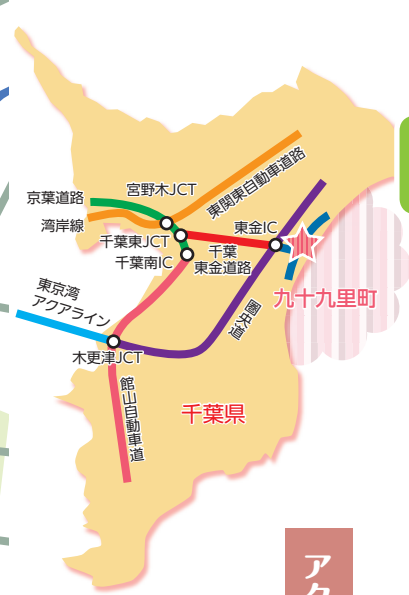 宮野木JCT
東関東自動車道路
京葉道路
湾岸線
千葉東JCT
千葉南IC
東金IC
千葉
東金道路
九十九里町
東京湾
アクアライン
圏央道
木更津JCT
館山自動車道
千葉県
ア